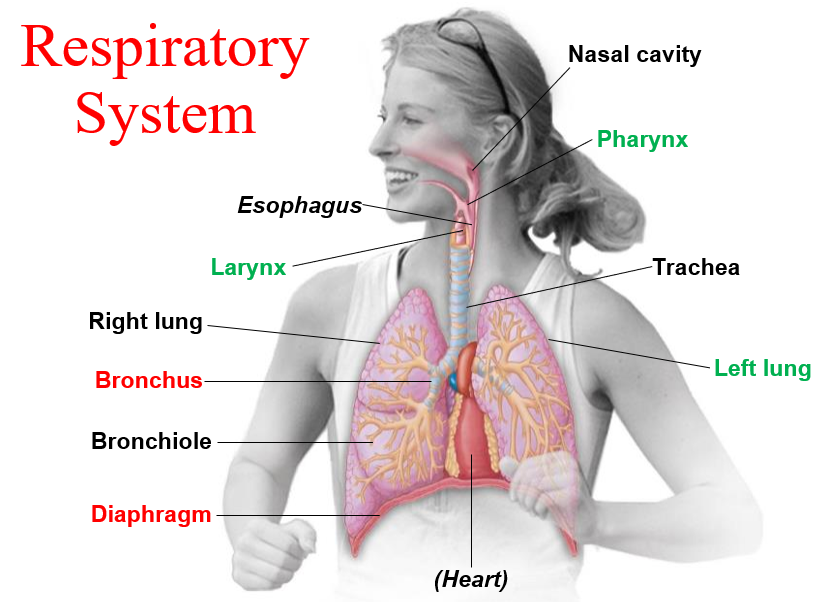 Respiratory
System
Nasal cavity
Pharynx
Esophagus
Larynx
Trachea
Right lung
Left lung
Bronchus
Bronchiole
Diaphragm
(Heart)